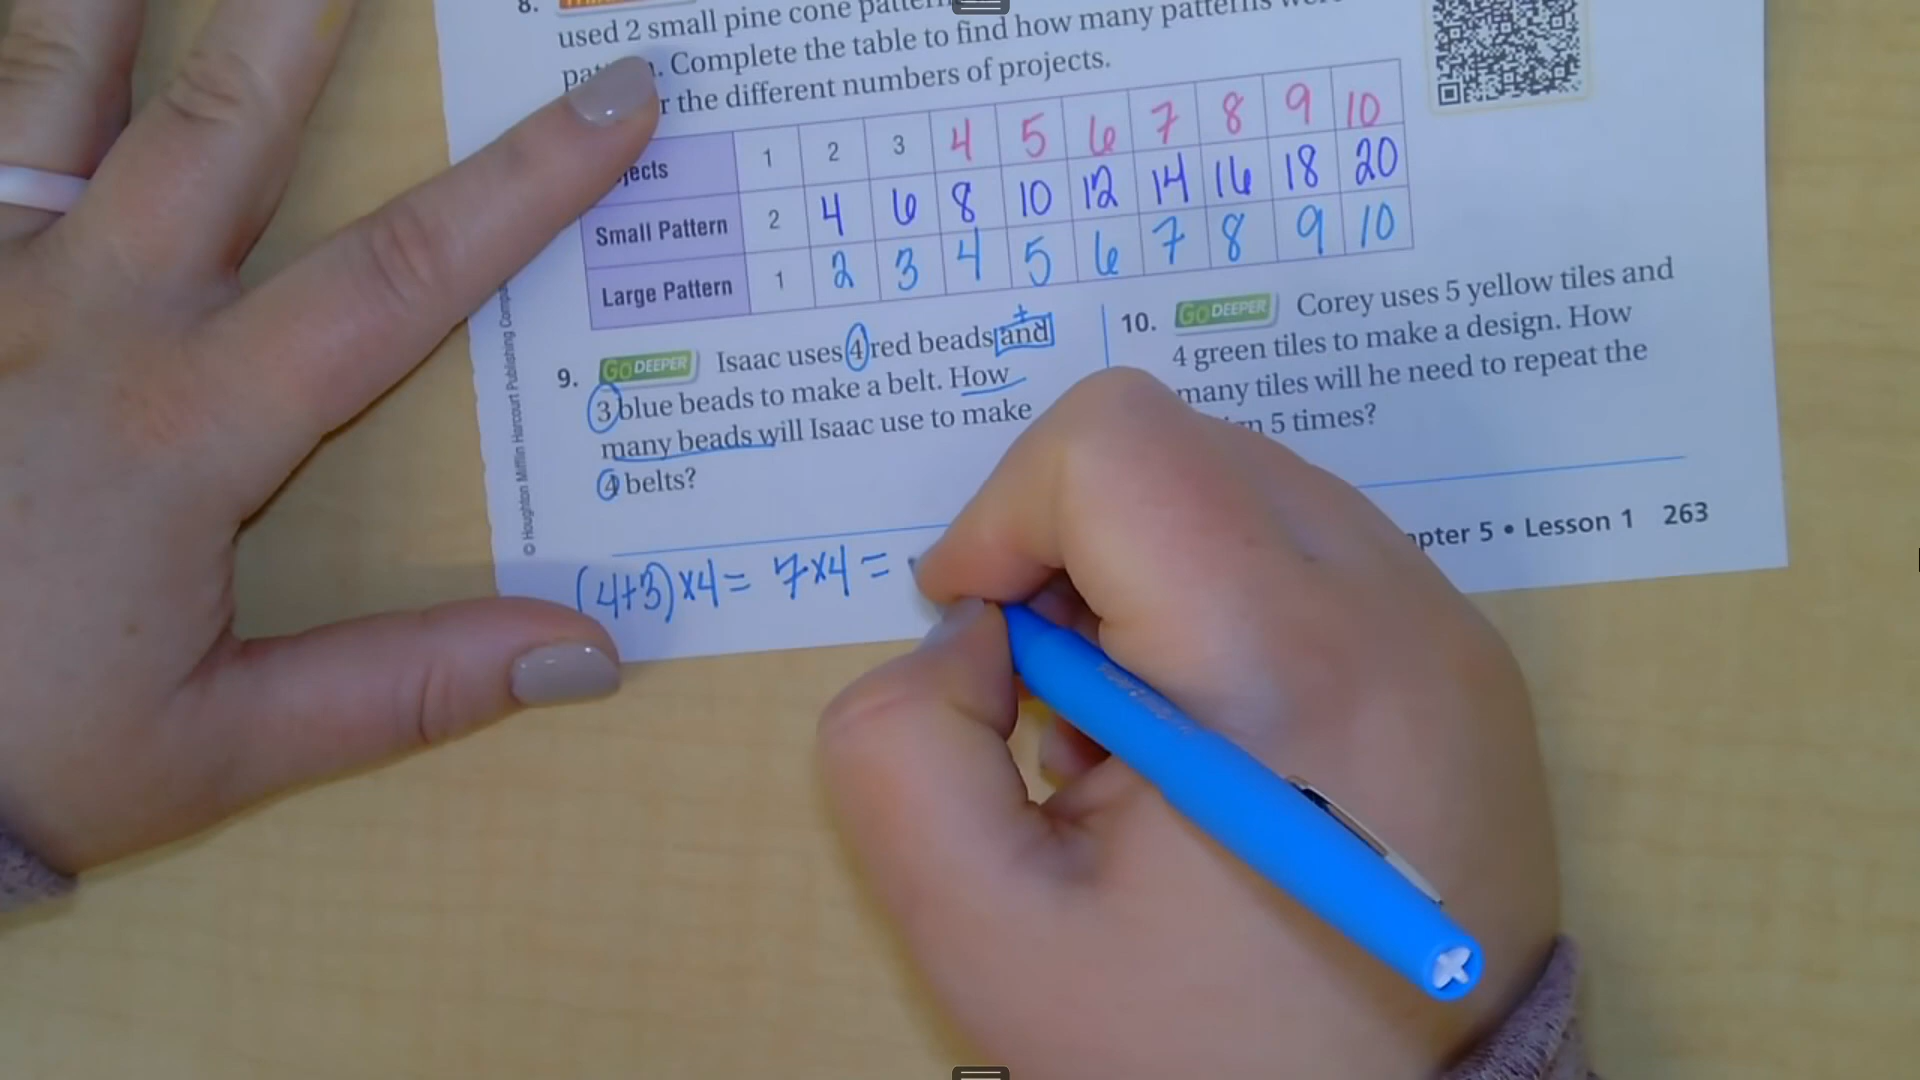 8.
used 2 small pine cone
Complete the table to find how many patterns
the different numbers of projects.
jects 1 2 3 4 5 6 7 8 9 10
Small Pattern 2 4 6 8 10 12 14 16 18 20
Large Pattern 1 2 3 4 5 6 7 8 9 10
9. Go DEEPER Isaac uses 4 red beads and
+
3 blue beads to make a belt. How
many beads will Isaac use to make
4 belts?
(4+3)×4= 7×4=
10. Go DEEPER Corey uses 5 yellow tiles and
4 green tiles to make a design. How
many tiles will he need to repeat the
5 times?
© Houghton Mifflin Harcourt Publishing
pter 5 • Lesson 1 263